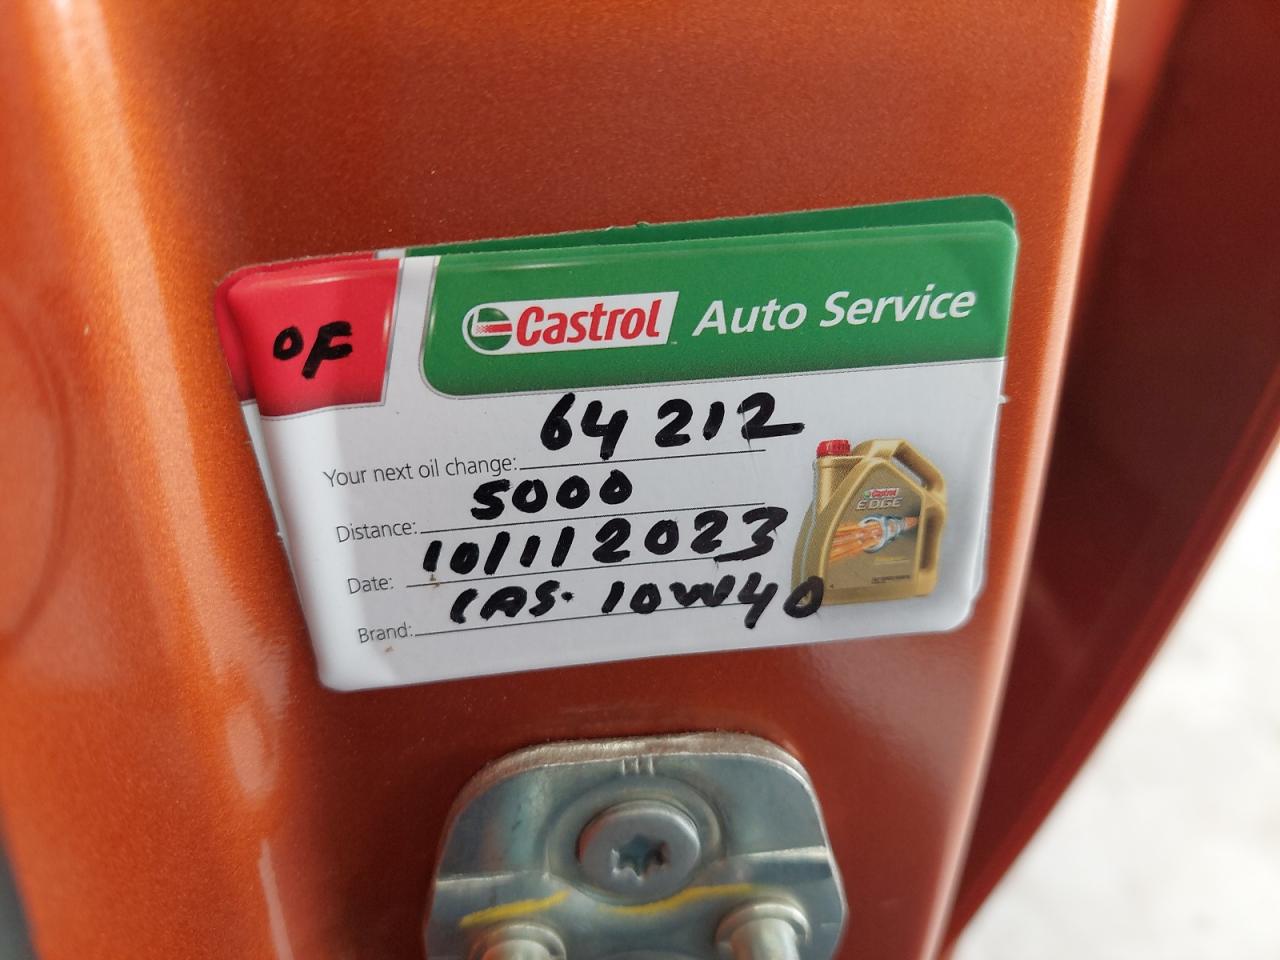 OF
Castrol Auto Service
Your next oil change: 64 212
Distance: 5000
Date: 10/11/2023
Brand: CAS. 10W40
Castrol
EDGE